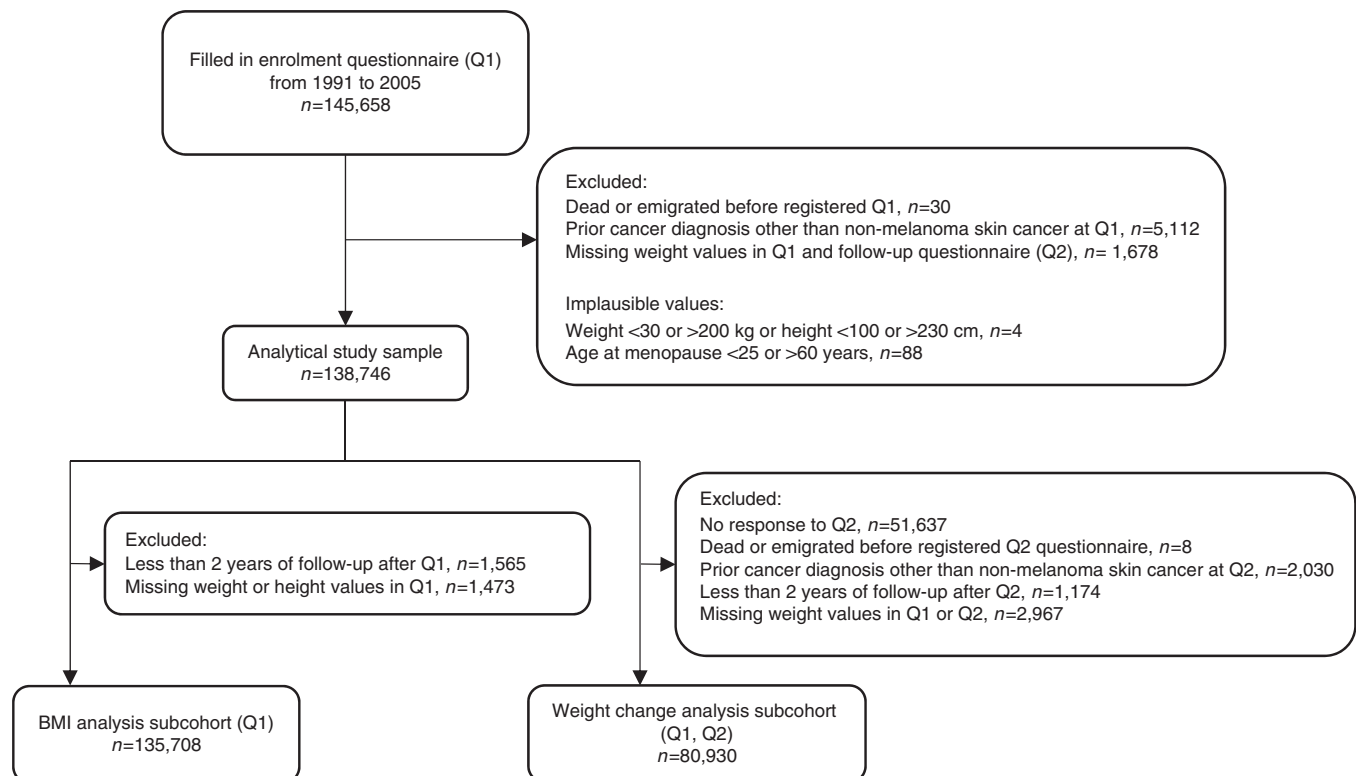 Filled in enrolment questionnaire (Q1)
from 1991 to 2005
n=145,658
Excluded:
Dead or emigrated before registered Q1, n=30
Prior cancer diagnosis other than non-melanoma skin cancer at Q1, n=5,112
Missing weight values in Q1 and follow-up questionnaire (Q2), n= 1,678
Implausible values:
Weight <30 or >200 kg or height <100 or >230 cm, n=4
Age at menopause <25 or >60 years, n=88
Analytical study sample
n=138,746
Excluded:
Less than 2 years of follow-up after Q1, n=1,565
Missing weight or height values in Q1, n=1,473
Excluded:
No response to Q2, n=51,637
Dead or emigrated before registered Q2 questionnaire, n=8
Prior cancer diagnosis other than non-melanoma skin cancer at Q2, n=2,030
Less than 2 years of follow-up after Q2, n=1,174
Missing weight values in Q1 or Q2, n=2,967
BMI analysis subcohort (Q1)
n=135,708
Weight change analysis subcohort
(Q1, Q2)
n=80,930